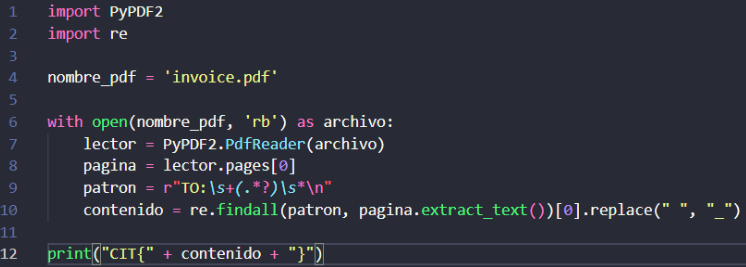 1 import PyPDF2
2 import re
3
4 nombre_pdf = 'invoice.pdf'
5
6 with open(nombre_pdf, 'rb') as archivo:
7     lector = PyPDF2.PdfReader(archivo)
8     pagina = lector.pages[0]
9     patron = r"TO:\s+(.*?)\s*\n"
10     contenido = re.findall(patron, pagina.extract_text())[0].replace(" ", "_")
11
12 print("CIT{" + contenido + "}")